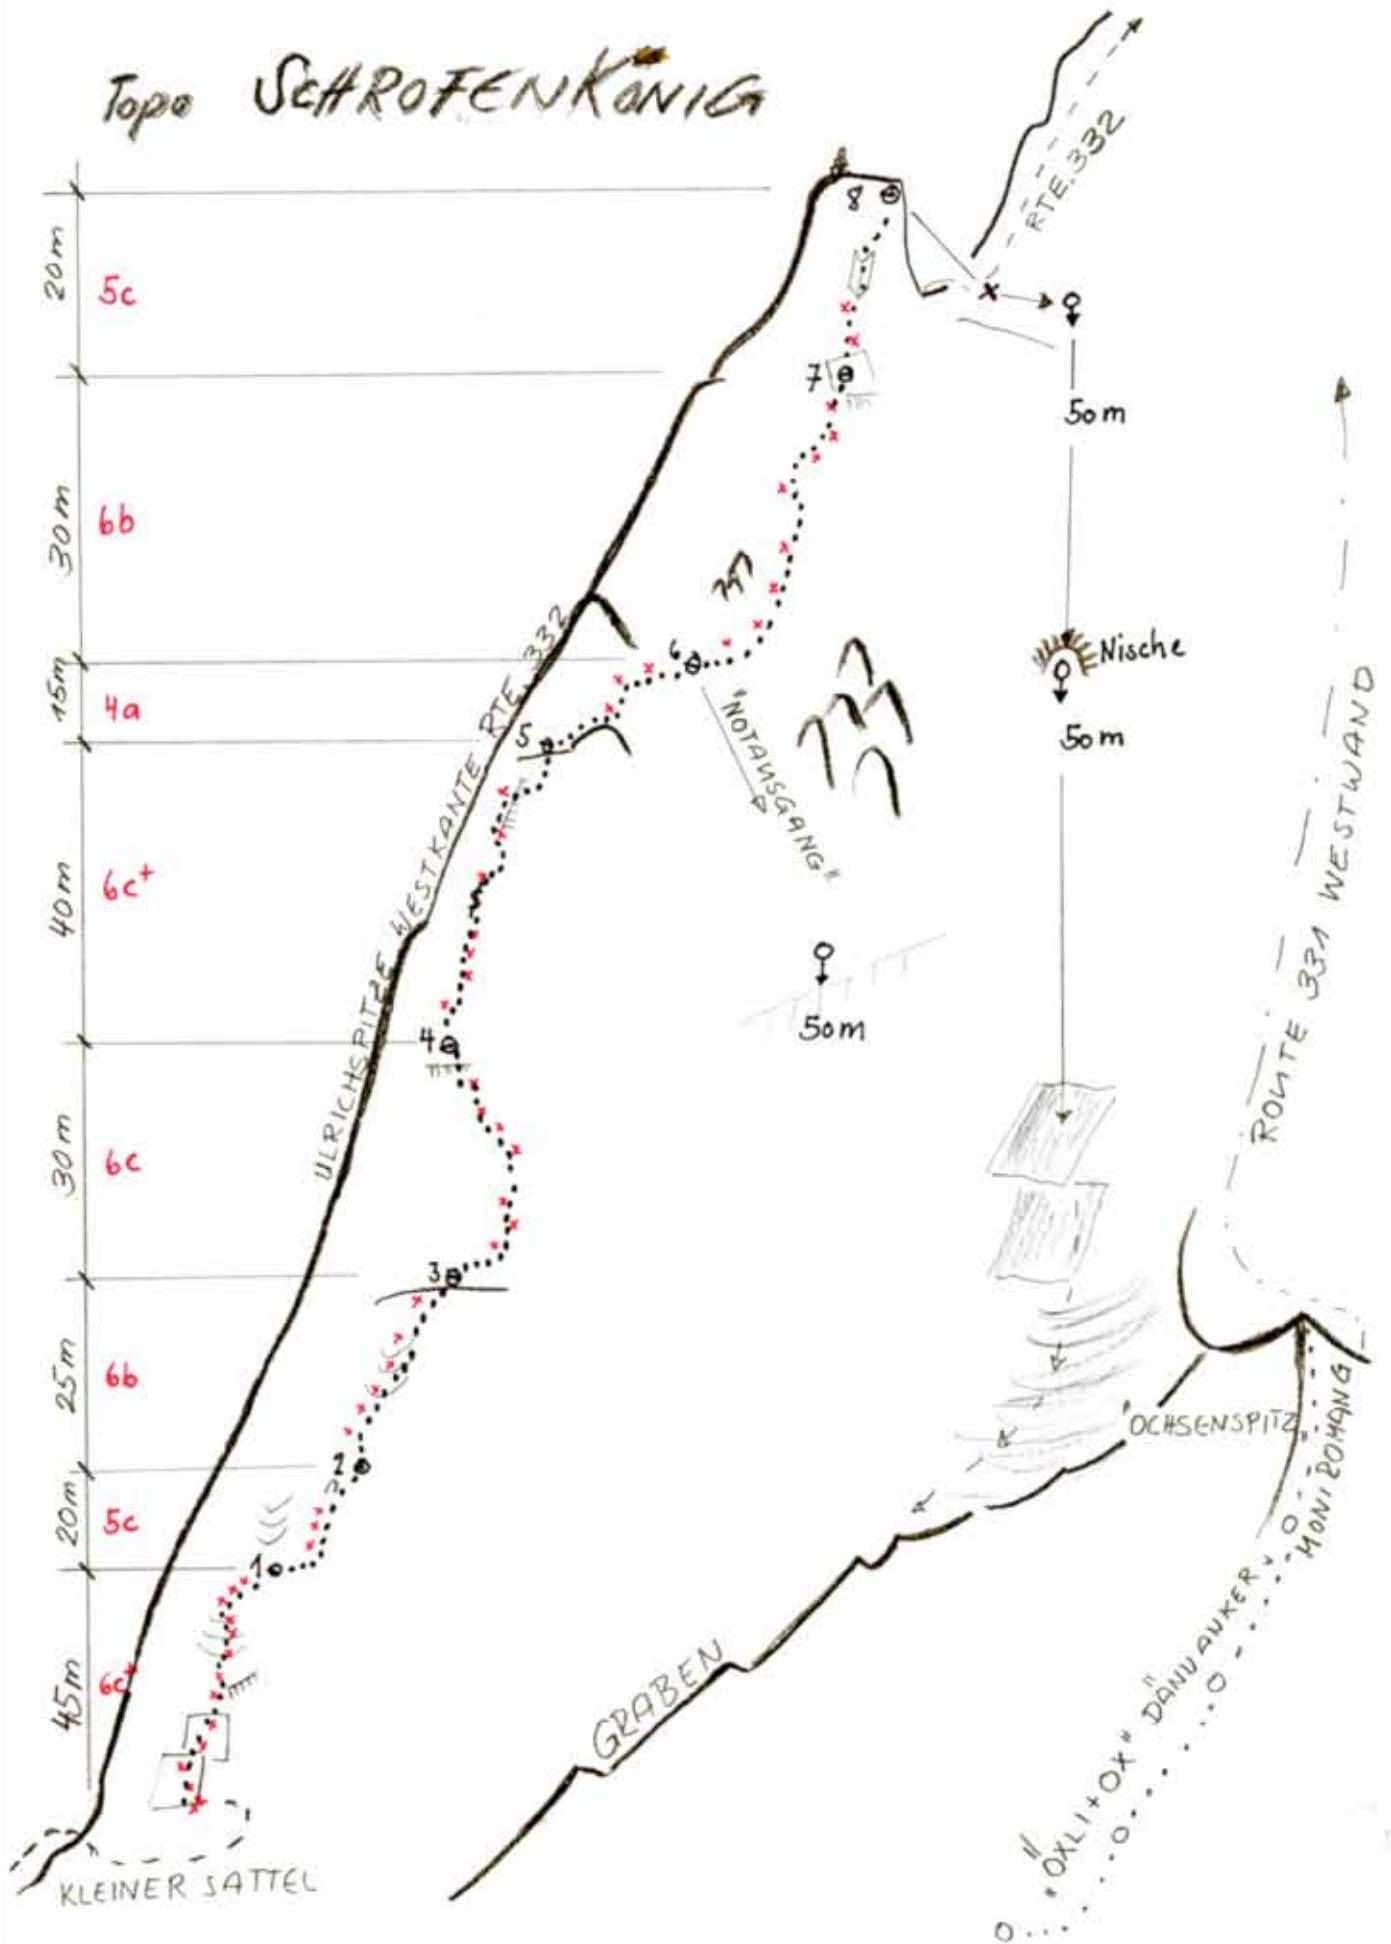 Topo SCHROFENKÖNIG
RTE. 332
8
20m
5c
7
50m
30m
6b
Nische
6
15m
4a
50m
5
"NOTAUSGANG"
40m
6c+
50m
4
ULRICHSPITZE WESTKANTE RTE. 332
ROUTE 331 WESTWAND
30m
6c
3
25m
6b
"OCHSENSPITZ"
2
20m
5c
1
MONI ROHANG
45m
6c+
GRABEN
"OXLI+OX" DÄNU ANKER
KLEINER SATTEL